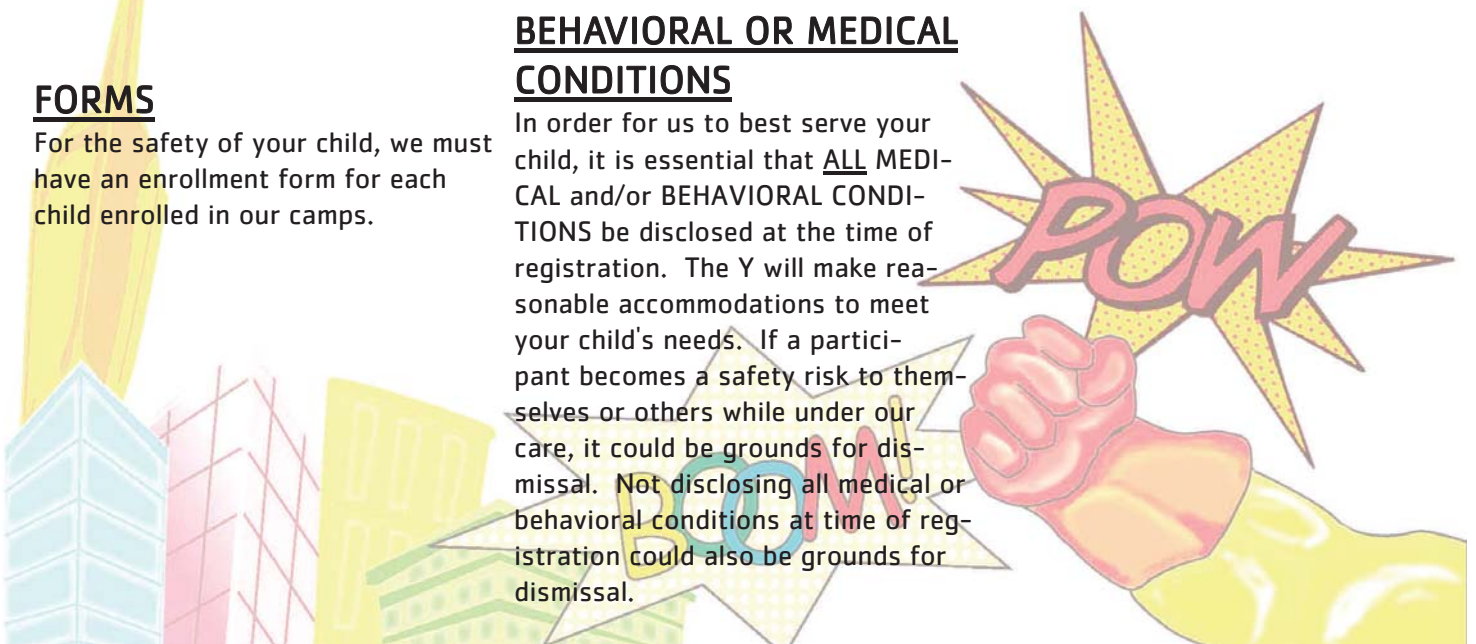 FORMS
For the safety of your child, we must
have an enrollment form for each
child enrolled in our camps.
BEHAVIORAL OR MEDICAL
CONDITIONS
In order for us to best serve your
child, it is essential that ALL MEDI-
CAL and/or BEHAVIORAL CONDI-
TIONS be disclosed at the time of
registration.  The Y will make rea-
sonable accommodations to meet
your child's needs.  If a partici-
pant becomes a safety risk to them-
selves or others while under our
care, it could be grounds for dis-
missal.  Not disclosing all medical or
behavioral conditions at time of reg-
istration could also be grounds for
dismissal.
POW
BOOM!